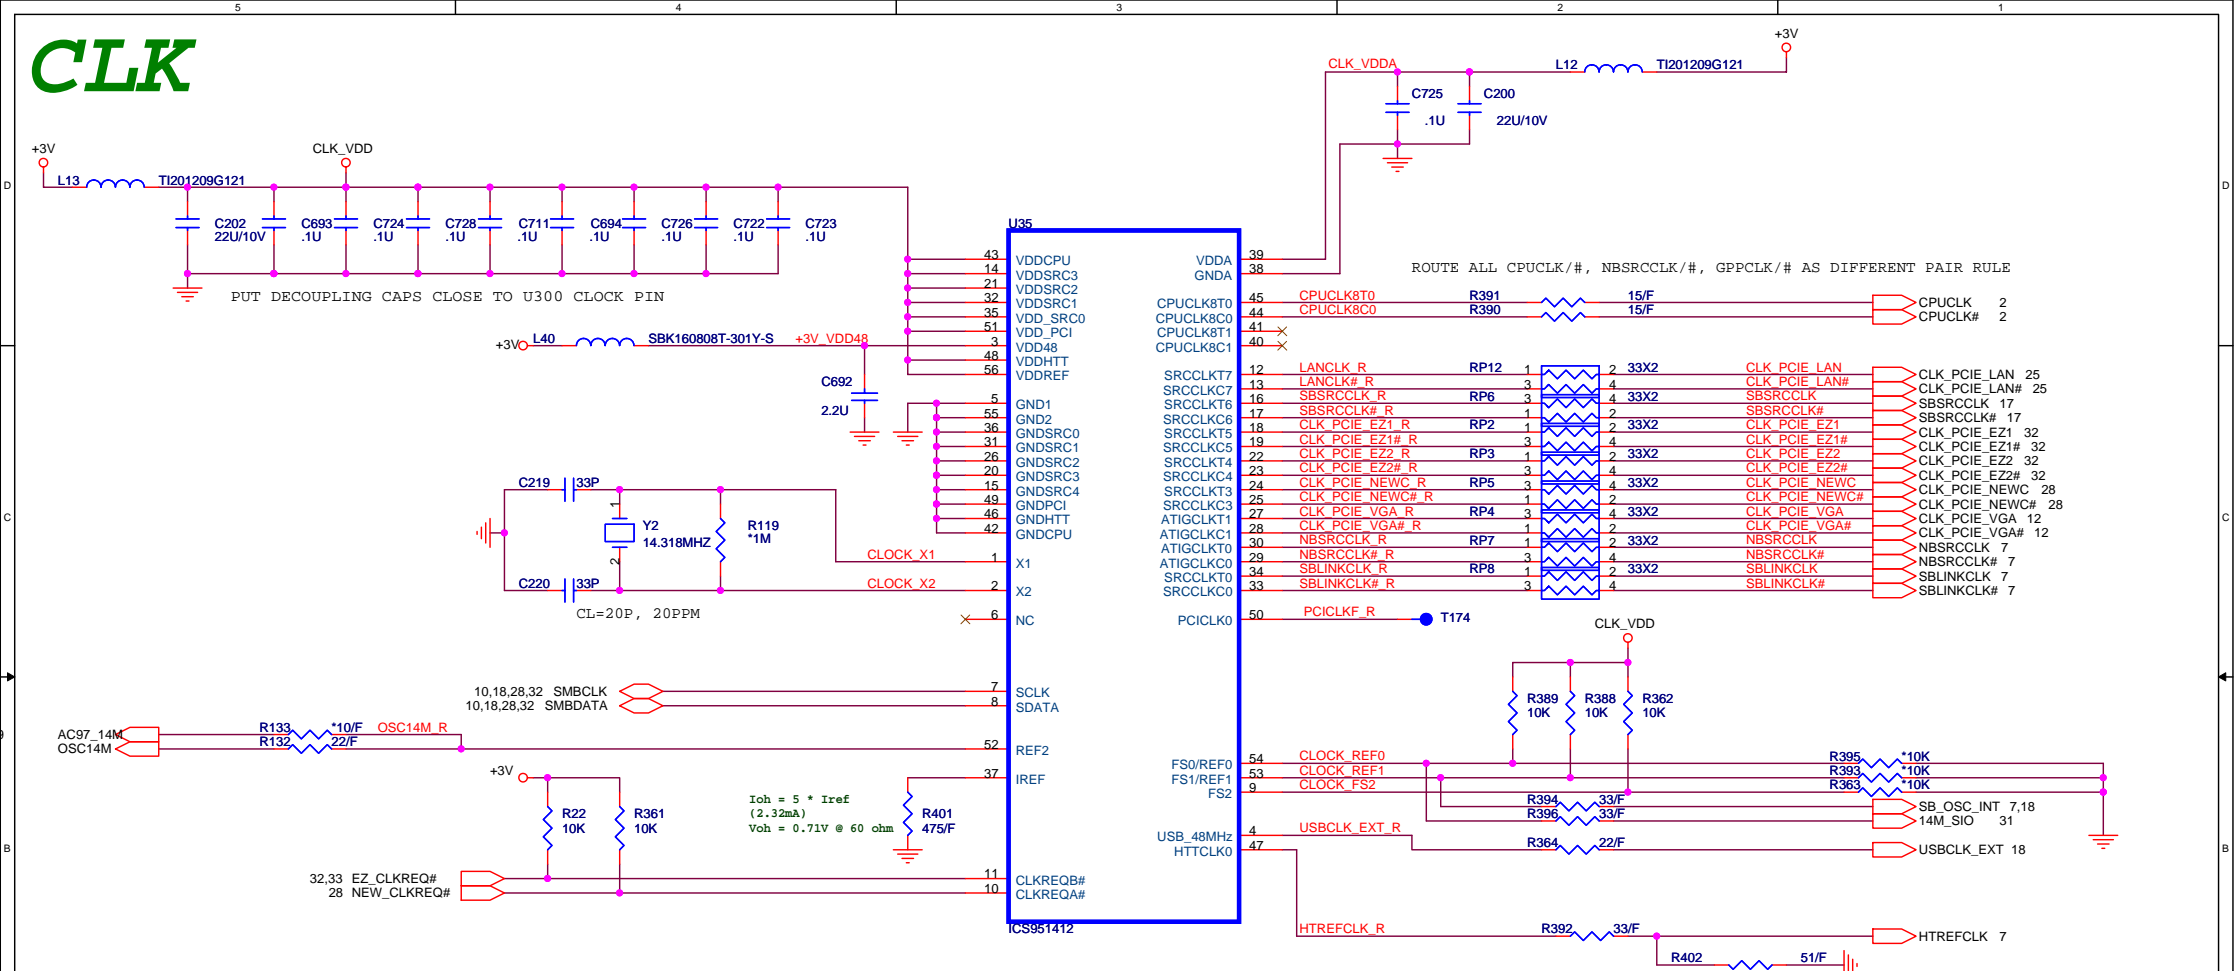 5 4 3 2 1
CLK
+3V
CLK_VDDA L12 TI201209G121
C725 C200
.1U 22U/10V
+3V CLK_VDD
D L13 TI201209G121 D
C202 C693 C724 C728 C711 C694 C726 C722 C723
22U/10V .1U .1U .1U .1U .1U .1U .1U .1U
PUT DECOUPLING CAPS CLOSE TO U300 CLOCK PIN
ROUTE ALL CPUCLK/#, NBSRCCLK/#, GPPCLK/# AS DIFFERENT PAIR RULE
U35
43 VDDCPU VDDA 39
14 VDDSRC3 GNDA 38
21 VDDSRC2
32 VDDSRC1 CPUCLK8T0 45 CPUCLK8T0 R391 15/F CPUCLK 2
35 VDD_SRC0 CPUCLK8C0 44 CPUCLK8C0 R390 15/F CPUCLK# 2
51 VDD_PCI CPUCLK8T1 41
+3V L40 SBK160808T-301Y-S +3V_VDD48 3 VDD48 CPUCLK8C1 40
48 VDDHTT
56 VDDREF SRCCLKT7 12 LANCLK_R RP12 1 2 33X2 CLK_PCIE_LAN CLK_PCIE_LAN 25
C692 SRCCLKC7 13 LANCLK#_R 3 4 CLK_PCIE_LAN# CLK_PCIE_LAN# 25
2.2U 5 GND1 SRCCLKT6 16 SBSRCCLK_R RP6 3 4 33X2 SBSRCCLK SBSRCCLK 17
55 GND2 SRCCLKC6 17 SBSRCCLK#_R 1 2 SBSRCCLK# SBSRCCLK# 17
36 GNDSRC0 SRCCLKT5 18 CLK_PCIE_EZ1_R RP2 1 2 33X2 CLK_PCIE_EZ1 CLK_PCIE_EZ1 32
31 GNDSRC1 SRCCLKC5 19 CLK_PCIE_EZ1#_R 3 4 CLK_PCIE_EZ1# CLK_PCIE_EZ1# 32
26 GNDSRC2 SRCCLKT4 22 CLK_PCIE_EZ2_R RP3 1 2 33X2 CLK_PCIE_EZ2 CLK_PCIE_EZ2 32
20 GNDSRC3 SRCCLKC4 23 CLK_PCIE_EZ2#_R 3 4 CLK_PCIE_EZ2# CLK_PCIE_EZ2# 32
C219 33P 15 GNDSRC4 SRCCLKT3 24 CLK_PCIE_NEWC_R RP5 3 4 33X2 CLK_PCIE_NEWC CLK_PCIE_NEWC 28
49 GNDPCI SRCCLKC3 25 CLK_PCIE_NEWC#_R 1 2 CLK_PCIE_NEWC# CLK_PCIE_NEWC# 28
C 46 GNDHTT ATIGCLKT1 27 CLK_PCIE_VGA_R RP4 3 4 33X2 CLK_PCIE_VGA CLK_PCIE_VGA 12 C
1 Y2 R119 42 GNDCPU ATIGCLKC1 28 CLK_PCIE_VGA#_R 1 2 CLK_PCIE_VGA# CLK_PCIE_VGA# 12
14.318MHZ *1M ATIGCLKT0 30 NBSRCCLK_R RP7 1 2 33X2 NBSRCCLK NBSRCCLK 7
2 CLOCK_X1 1 X1 ATIGCLKC0 29 NBSRCCLK#_R 3 4 NBSRCCLK# NBSRCCLK# 7
SRCCLKT0 34 SBLINKCLK_R RP8 1 2 33X2 SBLINKCLK SBLINKCLK 7
C220 33P CLOCK_X2 2 X2 SRCCLKC0 33 SBLINKCLK#_R 3 4 SBLINKCLK# SBLINKCLK# 7
CL=20P, 20PPM
6 NC PCICLK0 50 PCICLKF_R T174
CLK_VDD
10,18,28,32 SMBCLK 7 SCLK R389 R388 R362
10,18,28,32 SMBDATA 8 SDATA 10K 10K 10K
AC97_14M R133 *10/F OSC14M_R
OSC14M R132 22/F 52 REF2
FS0/REF0 54 CLOCK_REF0 R395 *10K
+3V 37 IREF FS1/REF1 53 CLOCK_REF1 R393 *10K
FS2 9 CLOCK_FS2 R363 *10K
Ioh = 5 * Iref
(2.32mA)
Voh = 0.71V @ 60 ohm
R22 R361 R401 R394 33/F SB_OSC_INT 7,18
10K 10K 475/F R396 33/F 14M_SIO 31
USB_48MHz 4 USBCLK_EXT_R
B HTTCLK0 47 R364 22/F USBCLK_EXT 18 B
32,33 EZ_CLKREQ# 11 CLKREQB#
28 NEW_CLKREQ# 10 CLKREQA#
ICS951412 HTREFCLK_R R392 33/F HTREFCLK 7
R402 51/F